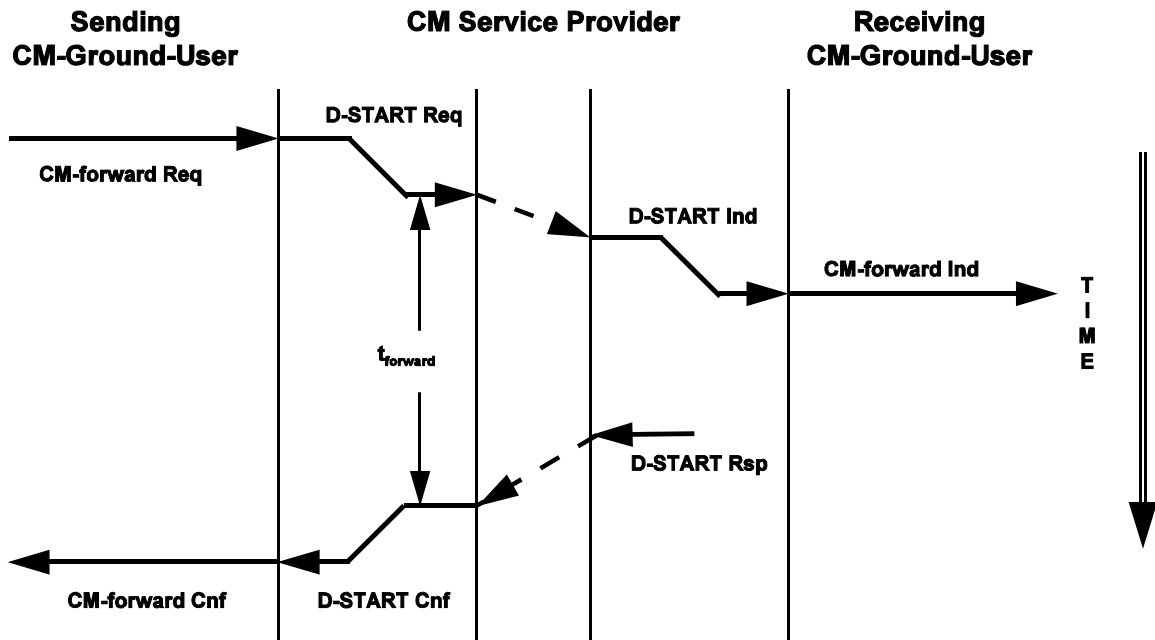 Sending
CM-Ground-User
CM Service Provider
Receiving
CM-Ground-User
D-START Req
CM-forward Req
D-START Ind
CM-forward Ind
T
I
M
E
tforward
D-START Rsp
CM-forward Cnf
D-START Cnf